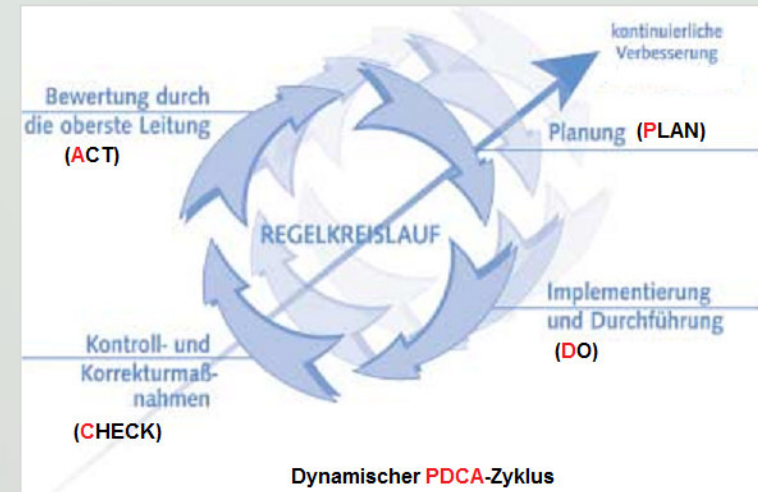 kontinuierliche
Verbesserung
Bewertung durch
die oberste Leitung
(ACT)
Planung (PLAN)
REGELKREISLAUF
Implementierung
und Durchführung
(DO)
Kontroll- und
Korrekturmaß-
nahmen
(CHECK)
Dynamischer PDCA-Zyklus